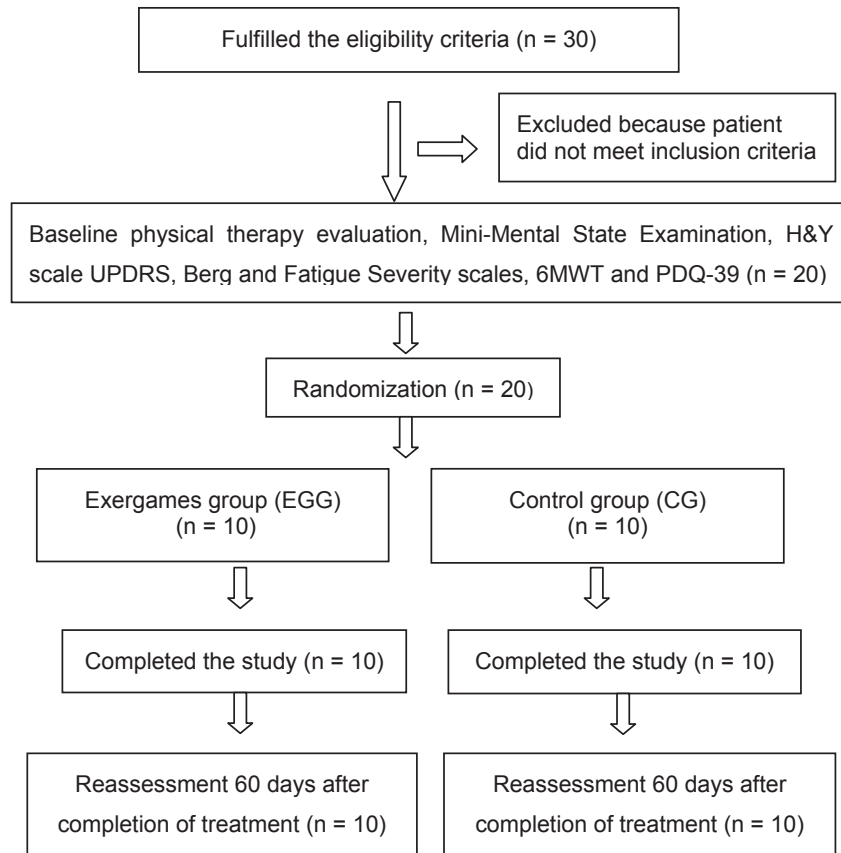 Fulfilled the eligibility criteria (n = 30)
Excluded because patient
did not meet inclusion criteria
Baseline physical therapy evaluation, Mini-Mental State Examination, H&Y
scale UPDRS, Berg and Fatigue Severity scales, 6MWT and PDQ-39 (n = 20)
Randomization (n = 20)
Exergames group (EGG)
(n = 10)
Control group (CG)
(n = 10)
Completed the study (n = 10)
Completed the study (n = 10)
Reassessment 60 days after
completion of treatment (n = 10)
Reassessment 60 days after
completion of treatment (n = 10)